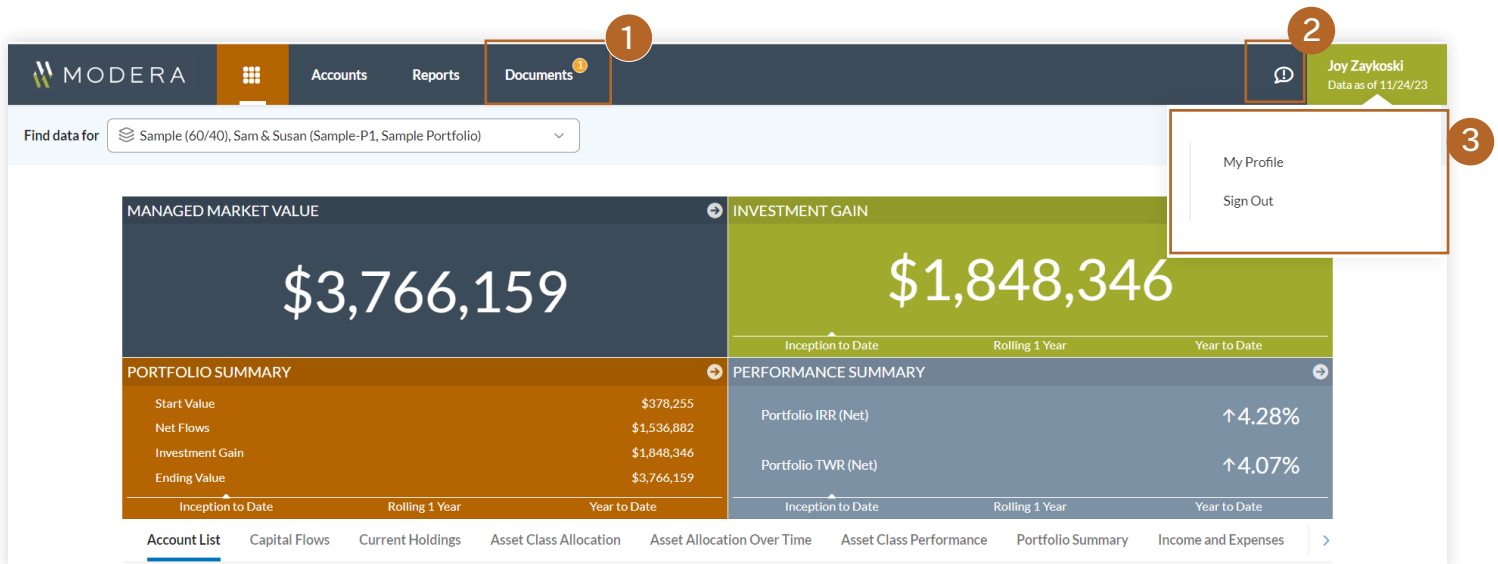 1
2
MODERA
Accounts
Reports
Documents 1
Joy Zaykoski
Data as of 11/24/23
Find data for
Sample (60/40), Sam & Susan (Sample-P1, Sample Portfolio)
3
My Profile
Sign Out
MANAGED MARKET VALUE
$3,766,159
INVESTMENT GAIN
$1,848,346
Inception to Date
Rolling 1 Year
Year to Date
PORTFOLIO SUMMARY
Start Value $378,255
Net Flows $1,536,882
Investment Gain $1,848,346
Ending Value $3,766,159
Inception to Date
Rolling 1 Year
Year to Date
PERFORMANCE SUMMARY
Portfolio IRR (Net) ↑4.28%
Portfolio TWR (Net) ↑4.07%
Inception to Date
Rolling 1 Year
Year to Date
Account List
Capital Flows
Current Holdings
Asset Class Allocation
Asset Allocation Over Time
Asset Class Performance
Portfolio Summary
Income and Expenses